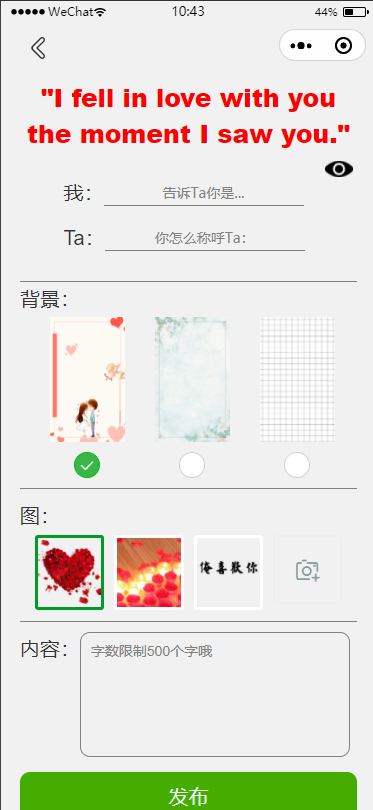 WeChat
10:43
44%
"I fell in love with you
the moment I saw you."
我：
告诉Ta你是...
Ta：
你怎么称呼Ta：
背景：
图：
俺喜欢你
内容：
字数限制500个字哦
发布